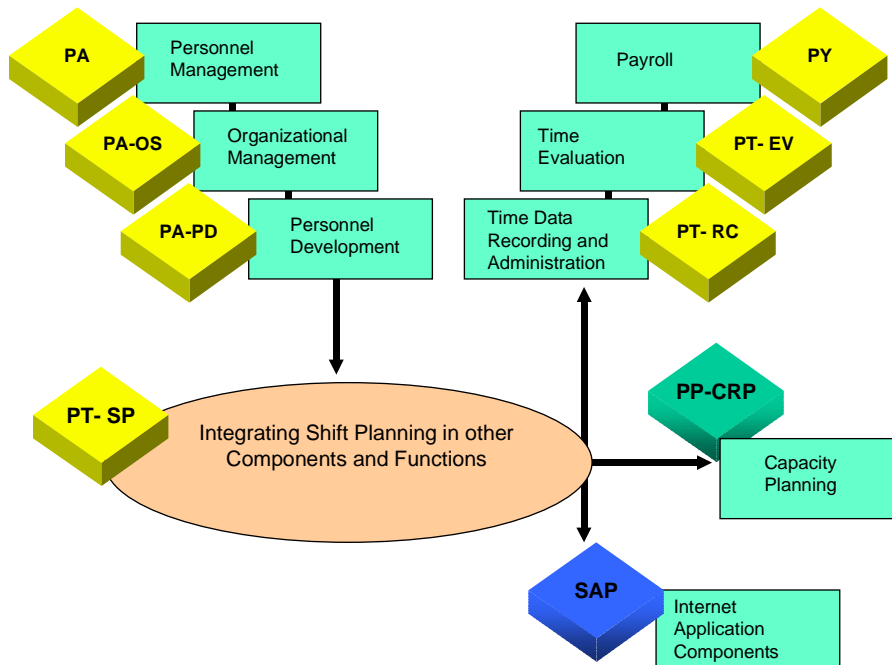 PA
Personnel
Management
PA-OS
Organizational
Management
PA-PD
Personnel
Development
Payroll
PY
Time
Evaluation
PT- EV
Time Data
Recording and
Administration
PT- RC
PT- SP
Integrating Shift Planning in other
Components and Functions
PP-CRP
Capacity
Planning
SAP
Internet
Application
Components